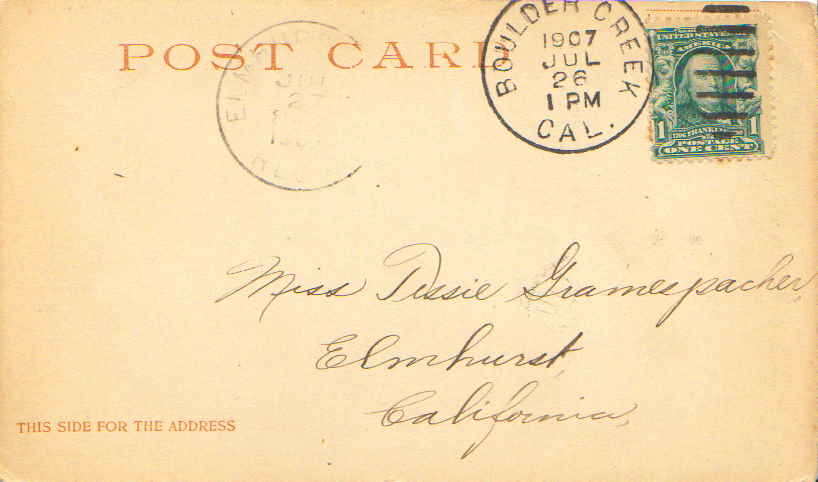 POST CARD
BOULDER CREEK
1907
JUL
26
1 PM
CAL.
UNITED STATES
AMERICA
1 1
FRANKLIN
POSTAGE
ONE CENT
Miss Tessie Gramespacher,
Elmhurst,
California,
THIS SIDE FOR THE ADDRESS